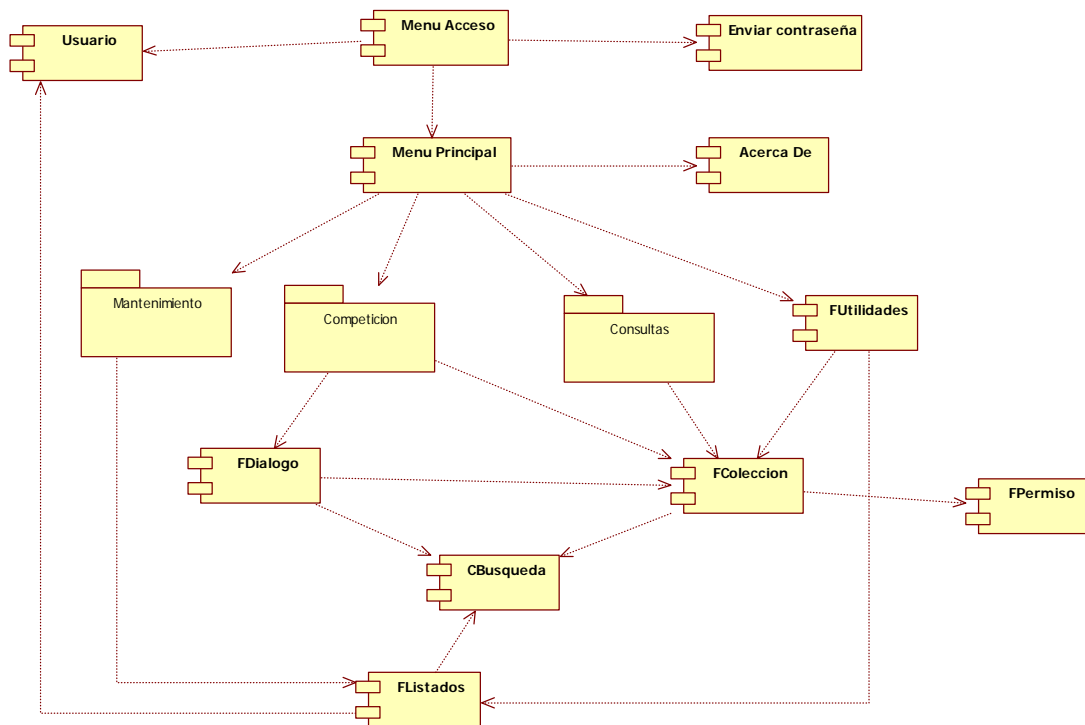 Usuario
Menu Acceso
Enviar contraseña
Menu Principal
Acerca De
Mantenimiento
Competicion
Consultas
FUtilidades
FDialogo
FColeccion
FPermiso
CBusqueda
FListados